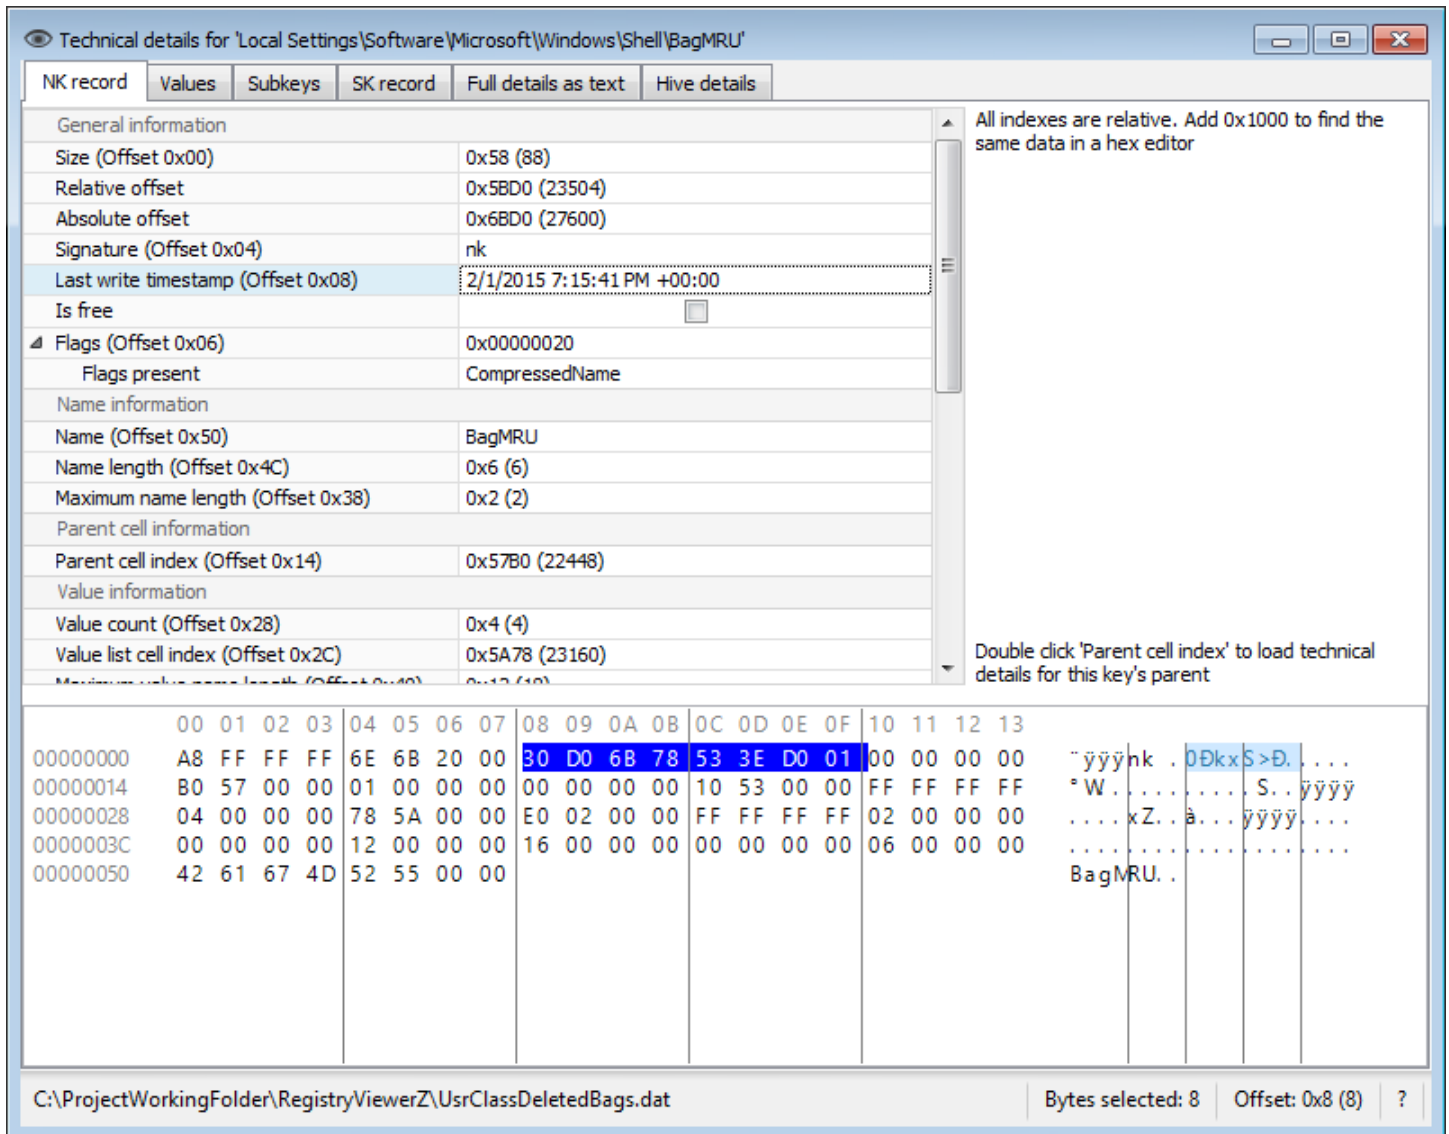 Technical details for 'Local Settings\Software\Microsoft\Windows\Shell\BagMRU'
NK record Values Subkeys SK record Full details as text Hive details
General information
Size (Offset 0x00) 0x58 (88)
Relative offset 0x5BD0 (23504)
Absolute offset 0x6BD0 (27600)
Signature (Offset 0x04) nk
Last write timestamp (Offset 0x08) 2/1/2015 7:15:41 PM +00:00
Is free
Flags (Offset 0x06) 0x00000020
Flags present CompressedName
Name information
Name (Offset 0x50) BagMRU
Name length (Offset 0x4C) 0x6 (6)
Maximum name length (Offset 0x38) 0x2 (2)
Parent cell information
Parent cell index (Offset 0x14) 0x57B0 (22448)
Value information
Value count (Offset 0x28) 0x4 (4)
Value list cell index (Offset 0x2C) 0x5A78 (23160)
All indexes are relative. Add 0x1000 to find the
same data in a hex editor
Double click 'Parent cell index' to load technical
details for this key's parent
00 01 02 03 04 05 06 07 08 09 0A 0B 0C 0D 0E 0F 10 11 12 13
00000000 A8 FF FF FF 6E 6B 20 00 30 D0 6B 78 53 3E D0 01 00 00 00 00 ¨ÿÿÿnk .0ÐkxS>Ð.....
00000014 B0 57 00 00 01 00 00 00 00 00 00 00 10 53 00 00 FF FF FF FF °W...........S..ÿÿÿÿ
00000028 04 00 00 00 78 5A 00 00 E0 02 00 00 FF FF FF FF 02 00 00 00 ....xZ..à...ÿÿÿÿ....
0000003C 00 00 00 00 12 00 00 00 16 00 00 00 00 00 00 00 06 00 00 00 ....................
00000050 42 61 67 4D 52 55 00 00 BagMRU..
C:\ProjectWorkingFolder\RegistryViewerZ\UsrClassDeletedBags.dat Bytes selected: 8 Offset: 0x8 (8) ?